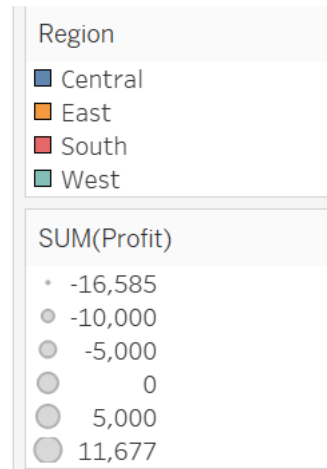 Region
Central
East
South
West
SUM(Profit)
-16,585
-10,000
-5,000
0
5,000
11,677